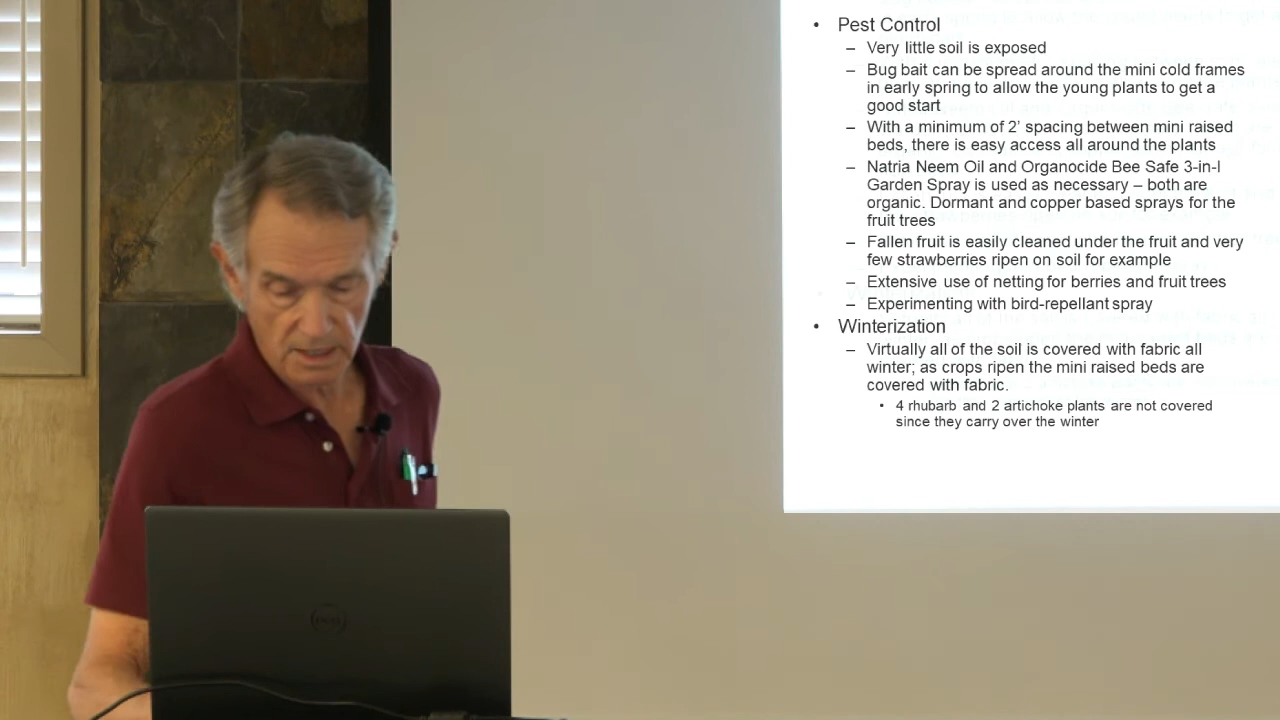 • Pest Control
– Very little soil is exposed
– Bug bait can be spread around the mini cold frames
in early spring to allow the young plants to get a
good start
– With a minimum of 2’ spacing between mini raised
beds, there is easy access all around the plants
– Natria Neem Oil and Organocide Bee Safe 3-in-I
Garden Spray is used as necessary – both are
organic. Dormant and copper based sprays for the
fruit trees
– Fallen fruit is easily cleaned under the fruit and very
few strawberries ripen on soil for example
– Extensive use of netting for berries and fruit trees
– Experimenting with bird-repellant spray
• Winterization
– Virtually all of the soil is covered with fabric all
winter; as crops ripen the mini raised beds are
covered with fabric.
• 4 rhubarb and 2 artichoke plants are not covered
since they carry over the winter
DELL